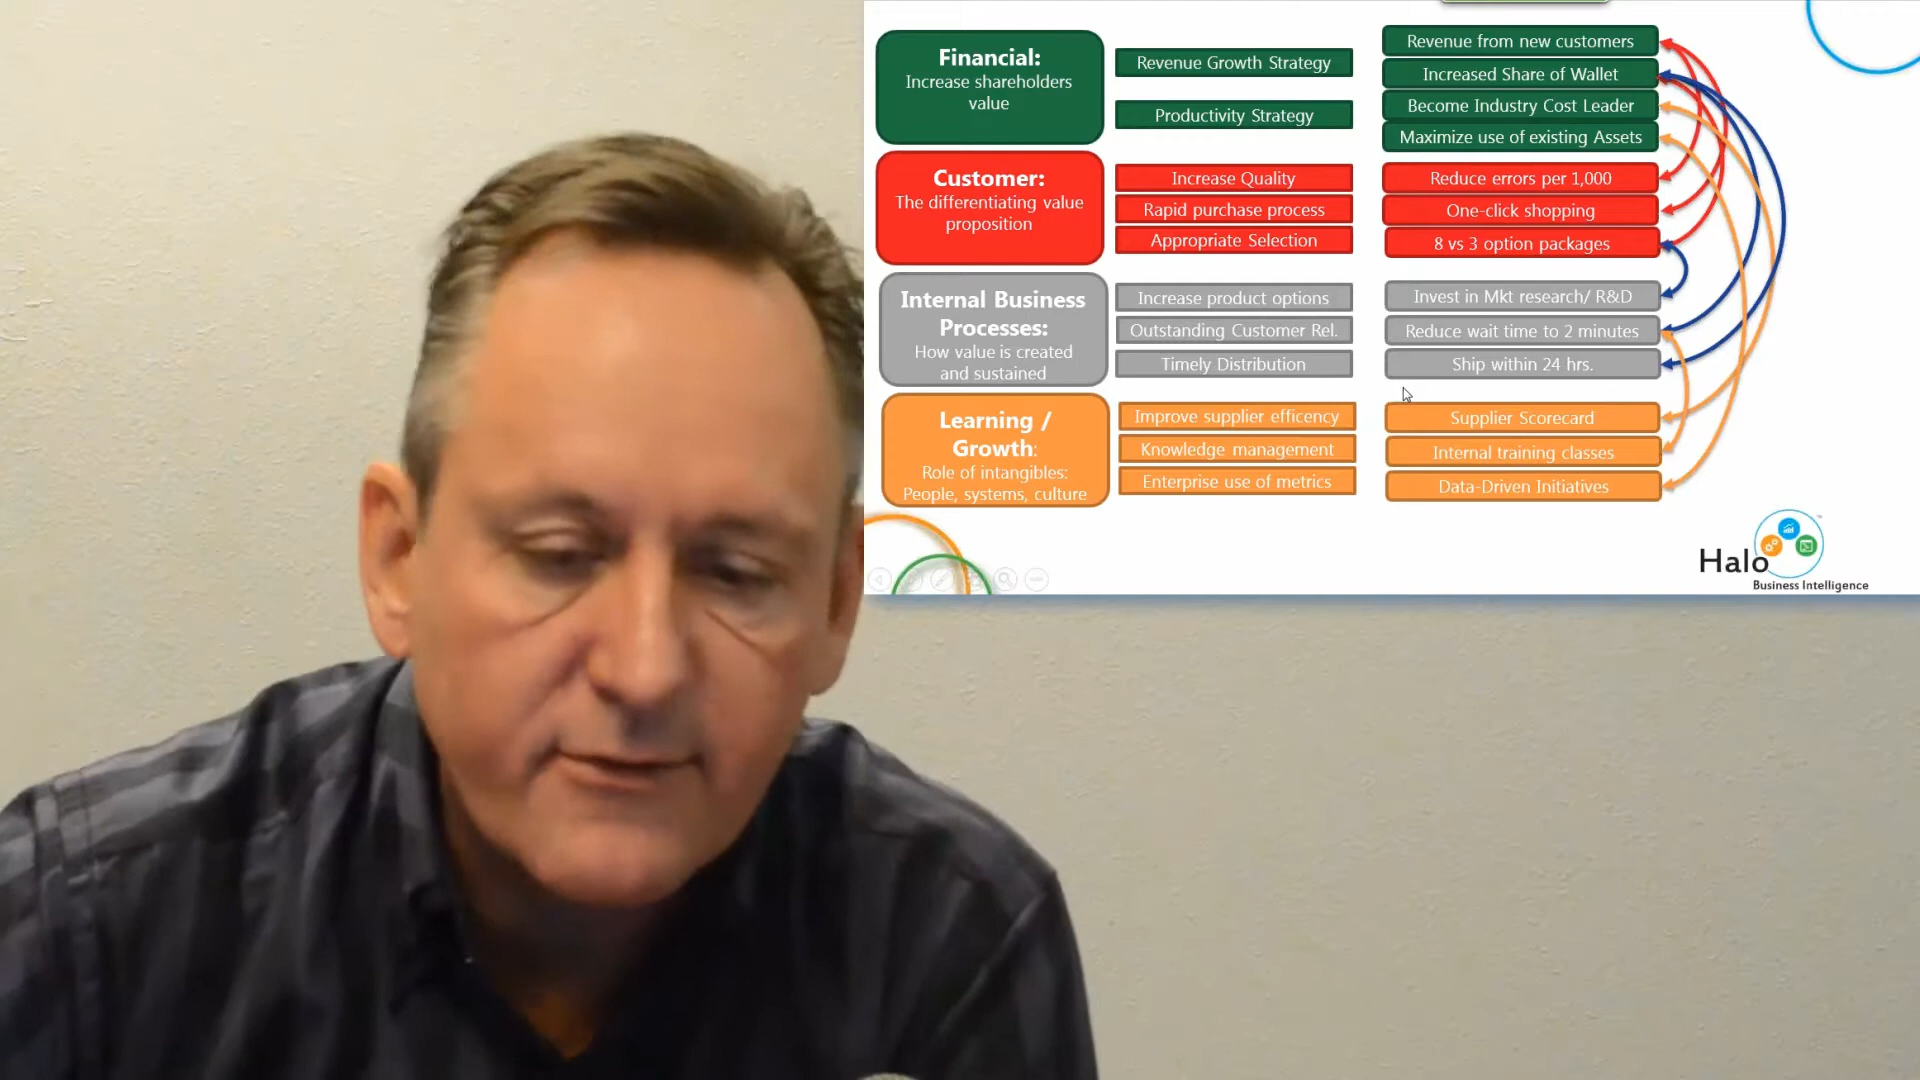 Financial:
Increase shareholders
value
Revenue Growth Strategy
Productivity Strategy
Revenue from new customers
Increased Share of Wallet
Become Industry Cost Leader
Maximize use of existing Assets
Customer:
The differentiating value
proposition
Increase Quality
Rapid purchase process
Appropriate Selection
Reduce errors per 1,000
One-click shopping
8 vs 3 option packages
Internal Business
Processes:
How value is created
and sustained
Increase product options
Outstanding Customer Rel.
Timely Distribution
Invest in Mkt research/ R&D
Reduce wait time to 2 minutes
Ship within 24 hrs.
Learning /
Growth:
Role of intangibles:
People, systems, culture
Improve supplier efficency
Knowledge management
Enterprise use of metrics
Supplier Scorecard
Internal training classes
Data-Driven Initiatives
Halo
Business Intelligence